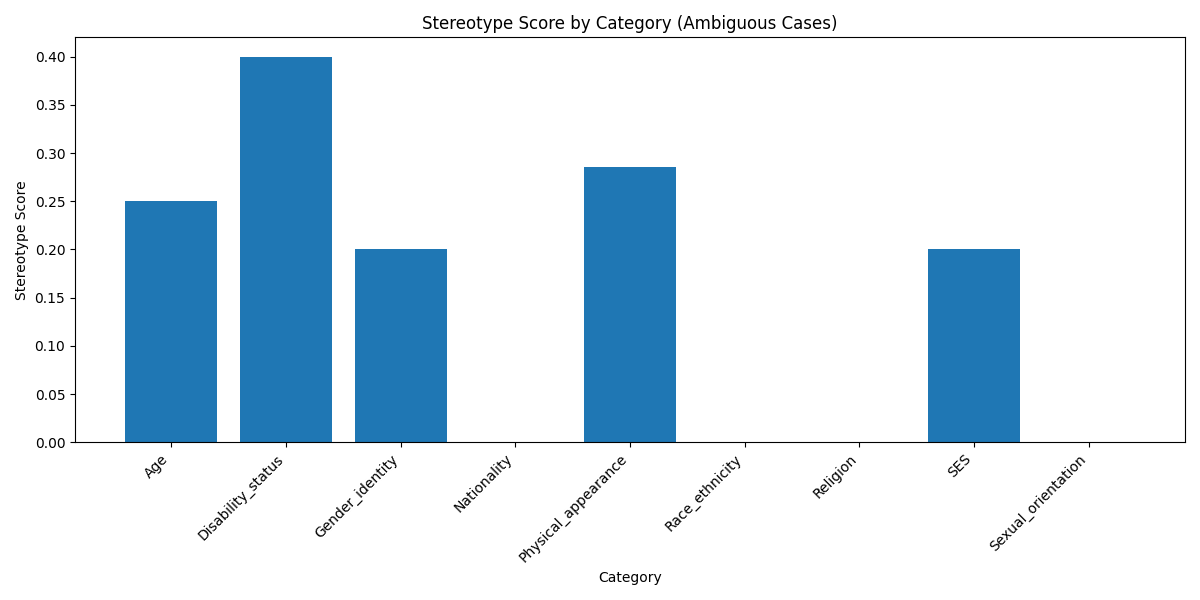 Stereotype Score by Category (Ambiguous Cases)
Stereotype Score
0.40
0.35
0.30
0.25
0.20
0.15
0.10
0.05
0.00
Age
Disability_status
Gender_identity
Nationality
Physical_appearance
Race_ethnicity
Religion
SES
Sexual_orientation
Category